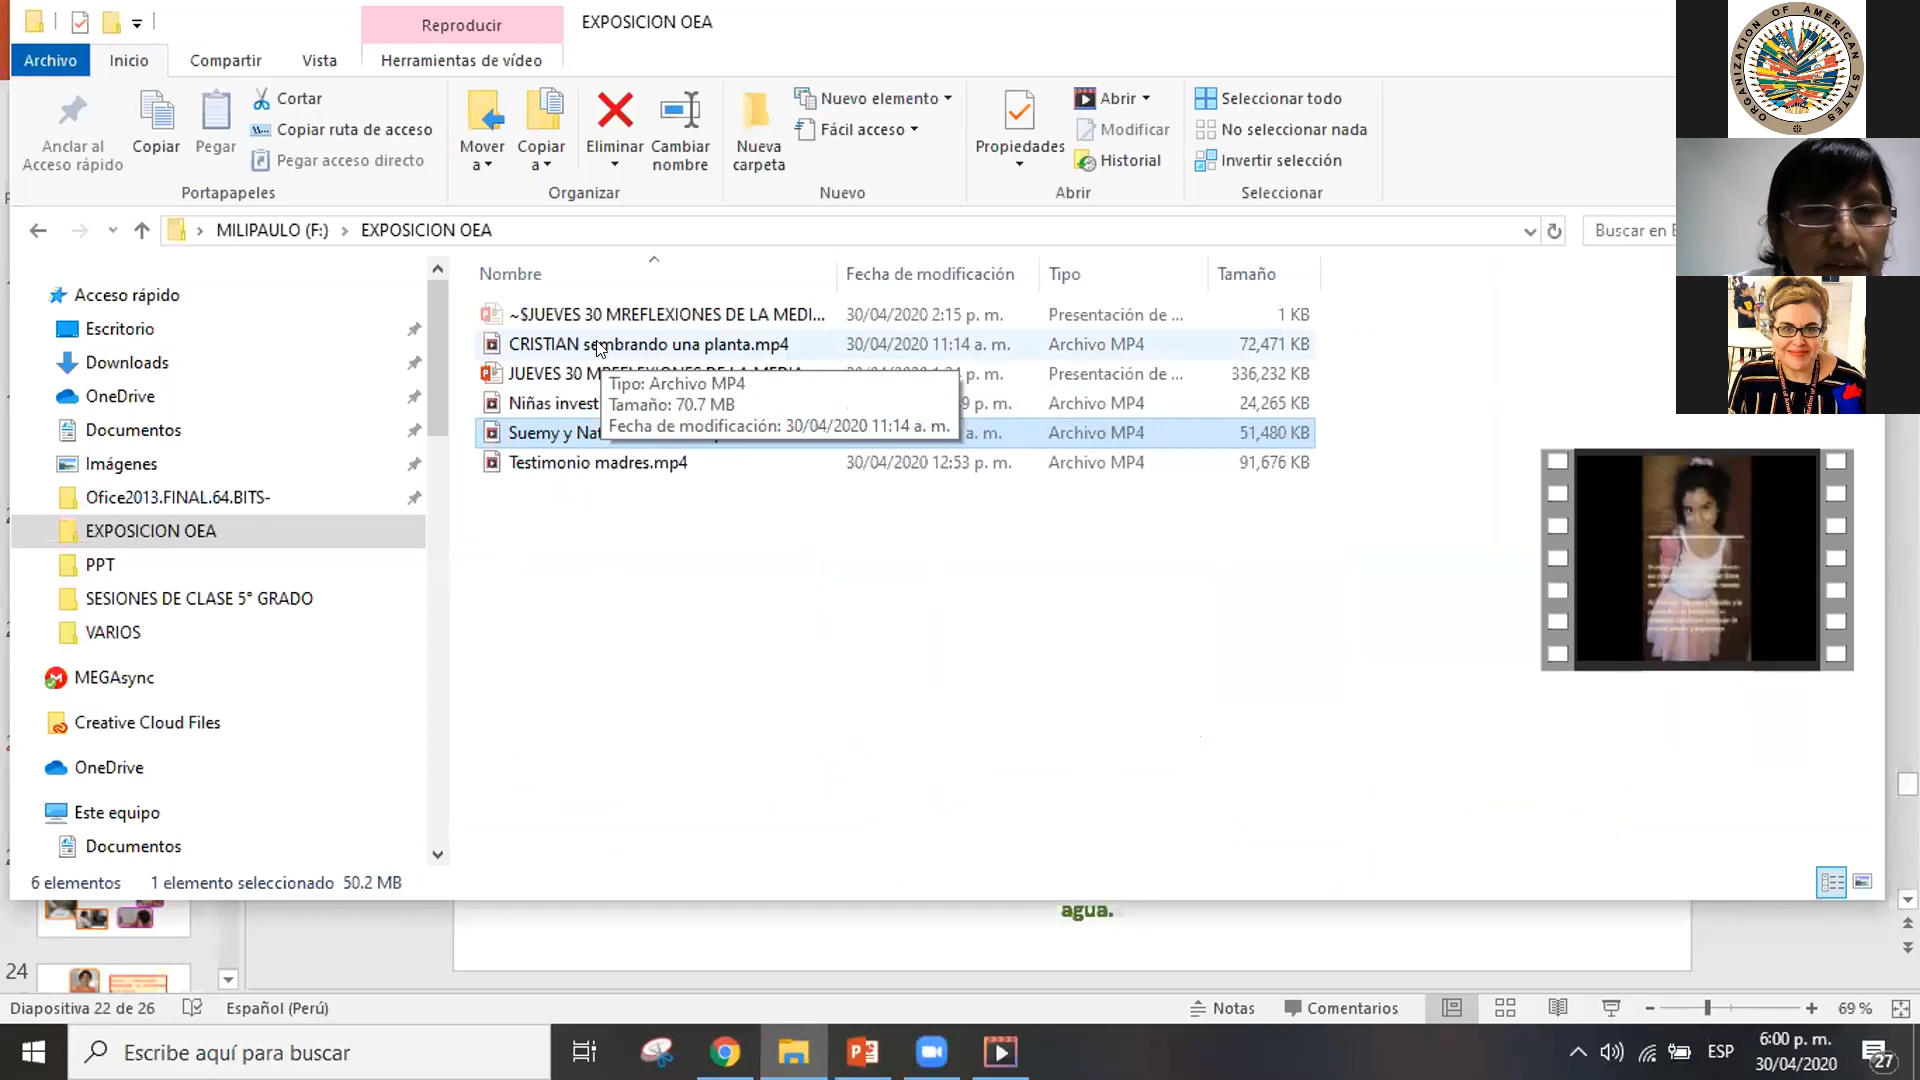 Reproducir
EXPOSICION OEA
Archivo
Inicio
Compartir
Vista
Herramientas de vídeo
Anclar al
Acceso rápido
Copiar
Pegar
Cortar
Copiar ruta de acceso
Pegar acceso directo
Portapapeles
Mover
a
Copiar
a
Eliminar
Cambiar
nombre
Organizar
Nueva
carpeta
Nuevo elemento
Fácil acceso
Nuevo
Propiedades
Abrir
Modificar
Historial
Abrir
Seleccionar todo
No seleccionar nada
Invertir selección
Seleccionar
ORGANIZATION OF AMERICAN STATES
MILIPAULO (F:) > EXPOSICION OEA
Buscar en
Acceso rápido
Escritorio
Downloads
OneDrive
Documentos
Imágenes
Ofice2013.FINAL.64.BITS-
EXPOSICION OEA
PPT
SESIONES DE CLASE 5° GRADO
VARIOS
MEGAsync
Creative Cloud Files
OneDrive
Este equipo
Documentos
Nombre Fecha de modificación Tipo Tamaño
~$JUEVES 30 MREFLEXIONES DE LA MEDI... 30/04/2020 2:15 p. m. Presentación de ... 1 KB
CRISTIAN sembrando una planta.mp4 30/04/2020 11:14 a. m. Archivo MP4 72,471 KB
JUEVES 30 MREFLEXIONES DE LA MEDIA p. m. Presentación de ... 336,232 KB
Niñas invest p. m. Archivo MP4 24,265 KB
Suemy y Nat a. m. Archivo MP4 51,480 KB
Testimonio madres.mp4 30/04/2020 12:53 p. m. Archivo MP4 91,676 KB
Tipo: Archivo MP4
Tamaño: 70.7 MB
Fecha de modificación: 30/04/2020 11:14 a. m.
6 elementos 1 elemento seleccionado 50.2 MB
agua.
24
Diapositiva 22 de 26 Español (Perú) Notas Comentarios 69 %
Escribe aquí para buscar
ESP
6:00 p. m.
30/04/2020
27